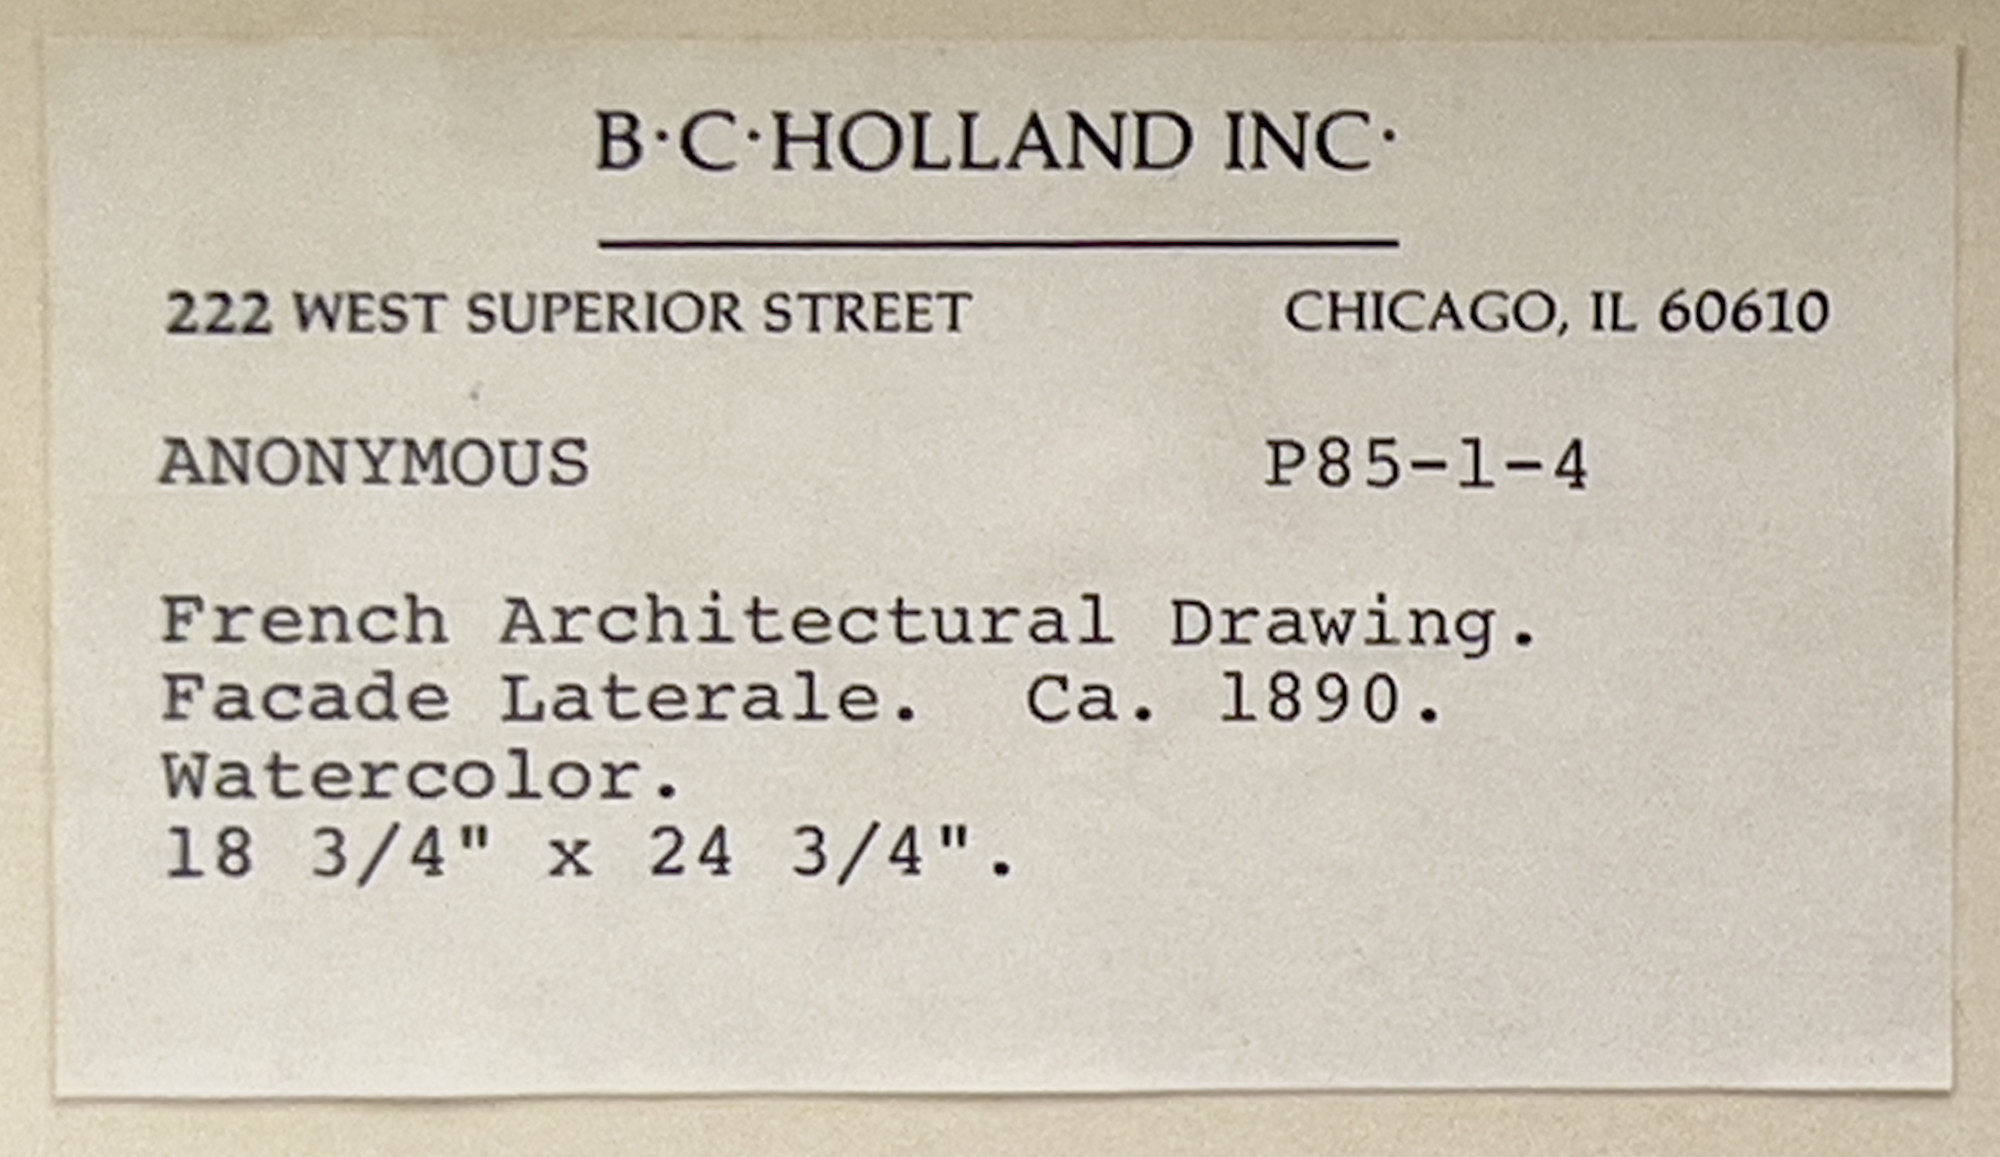 B·C·HOLLAND INC·
222 WEST SUPERIOR STREET CHICAGO, IL 60610
ANONYMOUS P85-1-4
French Architectural Drawing.
Facade Laterale. Ca. 1890.
Watercolor.
18 3/4" x 24 3/4".